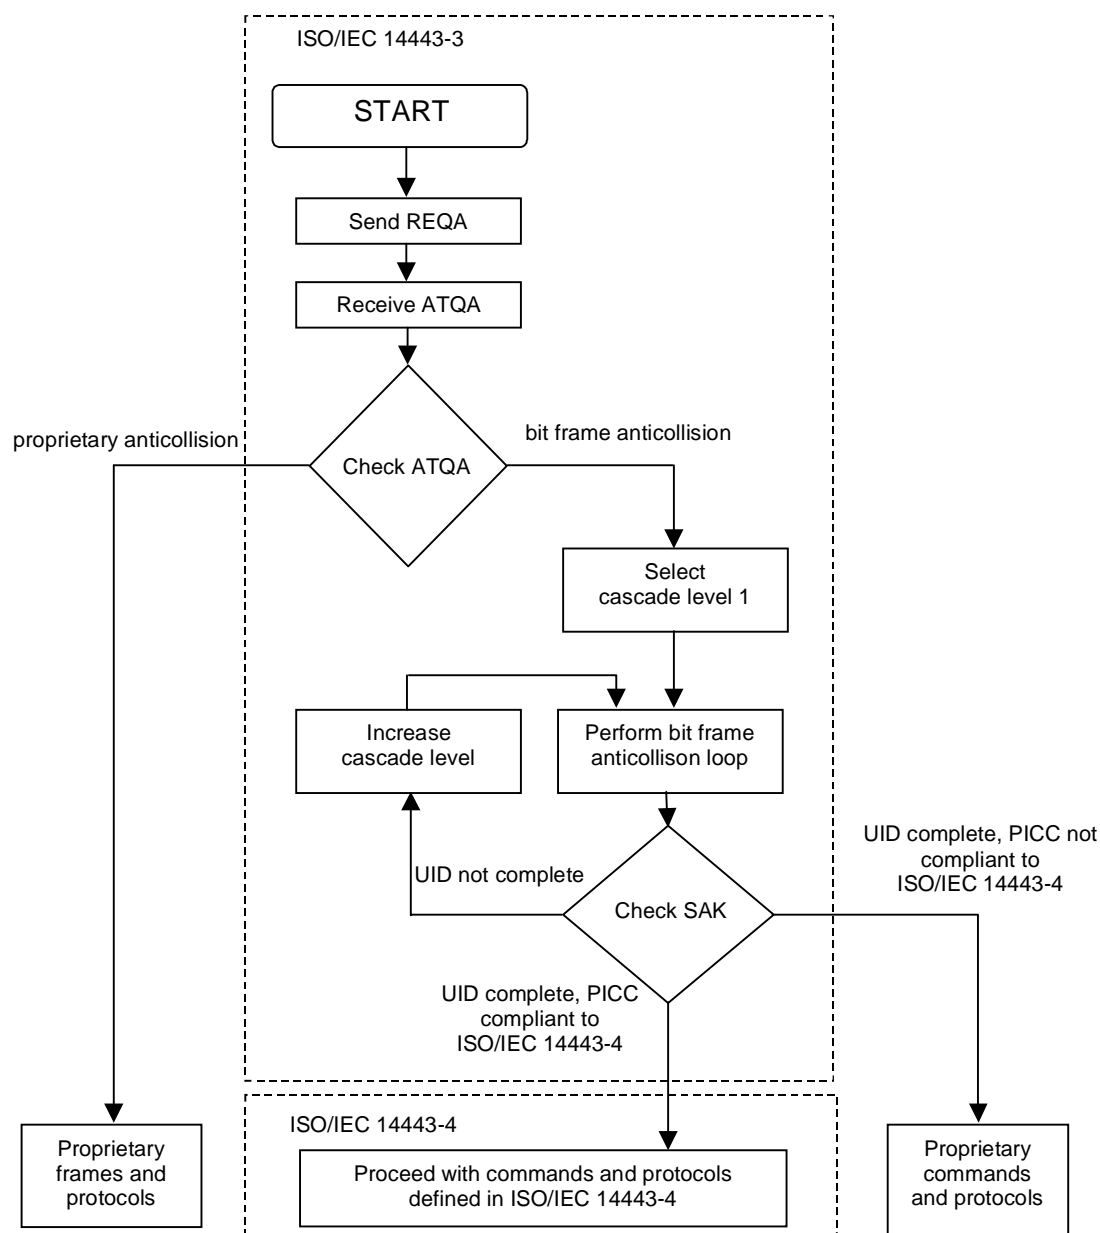 ISO/IEC 14443-3
START
Send REQA
Receive ATQA
proprietary anticollision
bit frame anticollision
Check ATQA
Select
cascade level 1
Increase
cascade level
Perform bit frame
anticollison loop
UID complete, PICC not
compliant to
ISO/IEC 14443-4
UID not complete
Check SAK
UID complete, PICC
compliant to
ISO/IEC 14443-4
ISO/IEC 14443-4
Proprietary
frames and
protocols
Proceed with commands and protocols
defined in ISO/IEC 14443-4
Proprietary
commands
and protocols